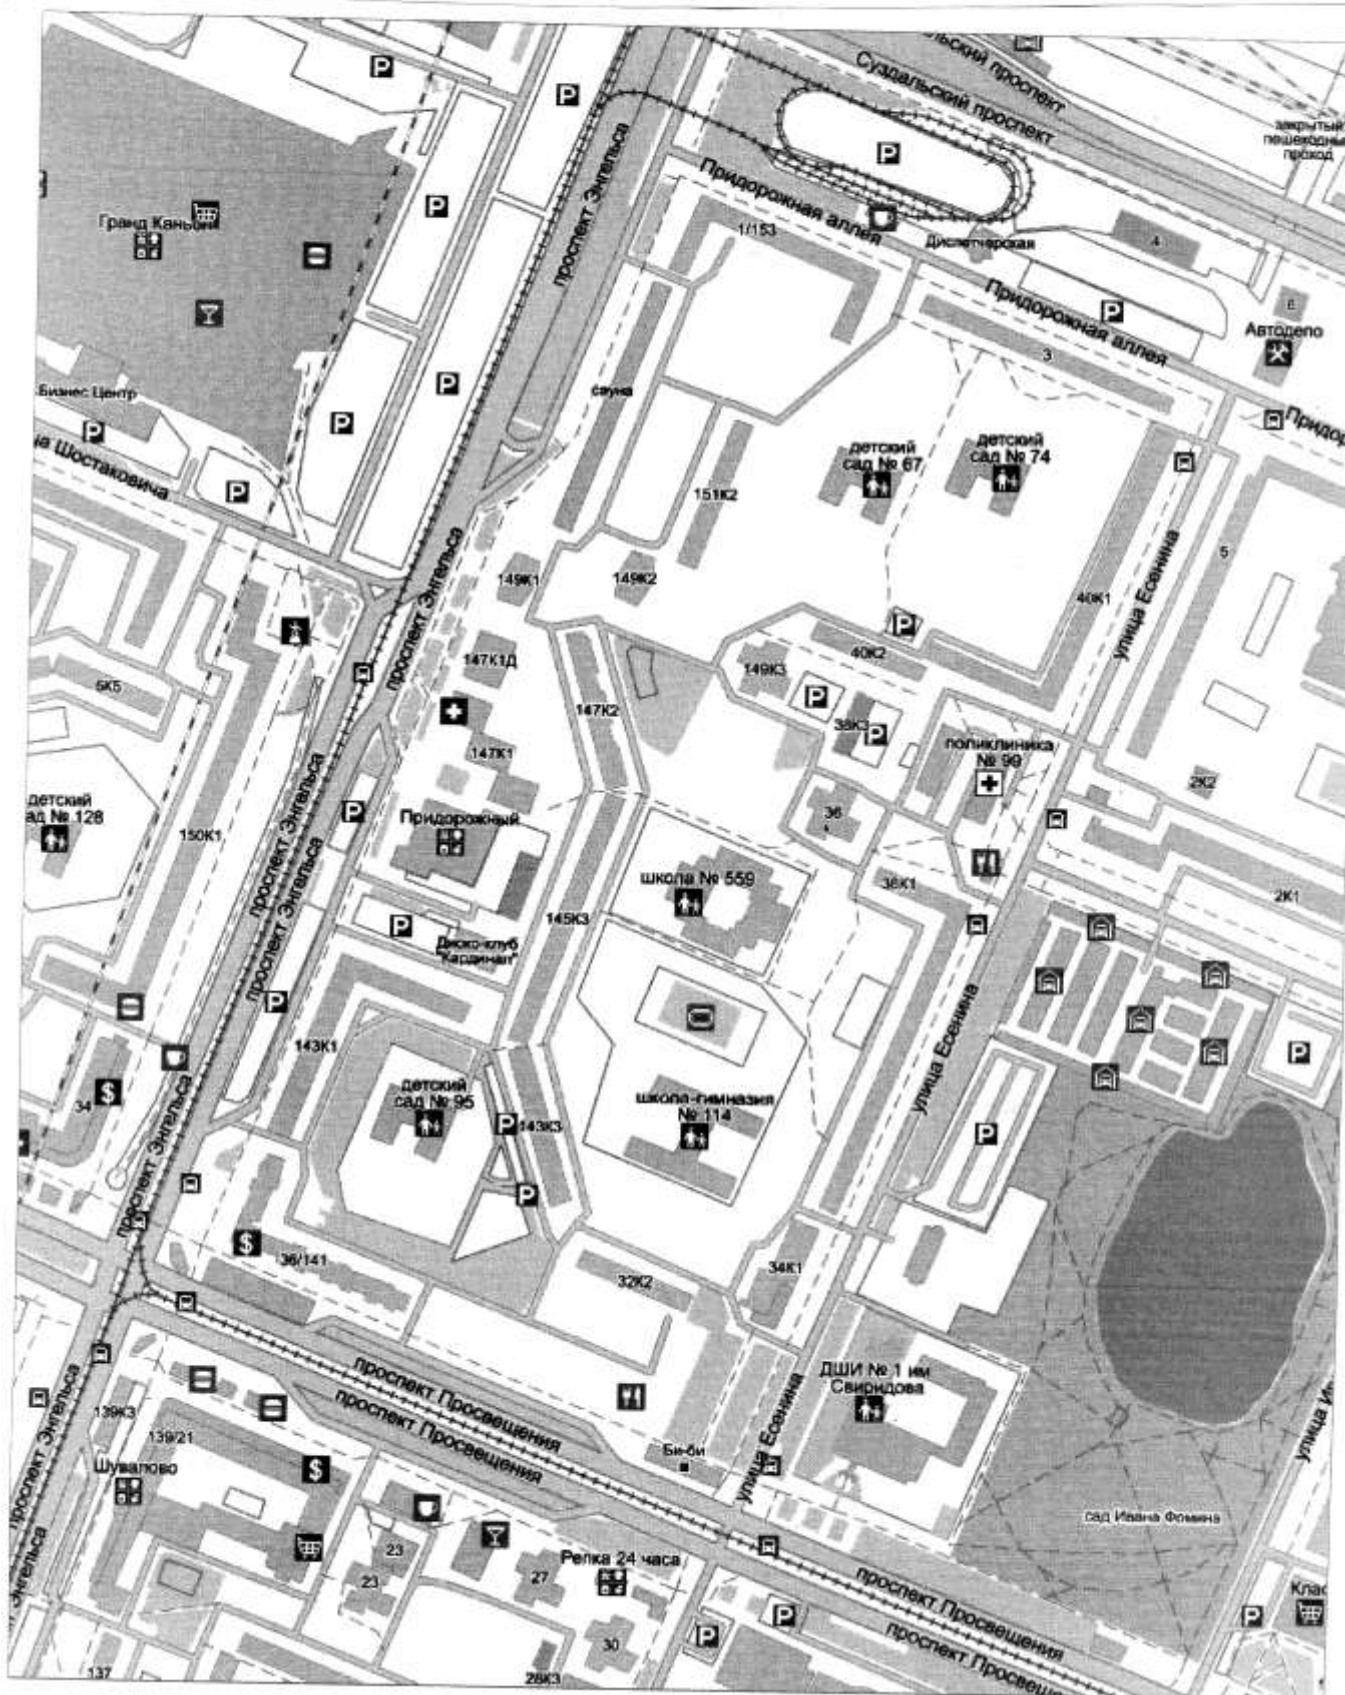 Суздальский проспект
закрытый
пешеходный
проход
проспект Энгельса
Придорожная аллея
Гранд Каньон
1/153
Диспетчерская
4
6
Автодепо
Придорожная аллея
3
Бизнес Центр
сауна
детский
сад № 67
детский
сад № 74
151К2
Шостаковича
5
улица Есенина
проспект Энгельса
149К1
149К2
40К1
40К2
149К3
147К1Д
5К5
147К2
38К3
147К1
поликлиника
№ 99
2К2
детский
ад № 128
150К1
проспект Энгельса
проспект Энгельса
Придорожный
36
школа № 559
36К1
2К1
145К3
Диско-клуб
"Кардинал"
143К1
улица Есенина
детский
сад № 95
школа-гимназия
№ 114
34
143К3
проспект Энгельса
36/141
32К2
34К1
проспект Просвещения
проспект Просвещения
ДШИ № 1 им
Свиридова
улица Есенина
139К3
139/21
Шувалово
проспект Энгельса
Энгельса
Би-би
сад Ивана Фомина
23
23
27
Репка 24 часа
30
28К3
137
проспект Просвещения
проспект Просвеще
Клас